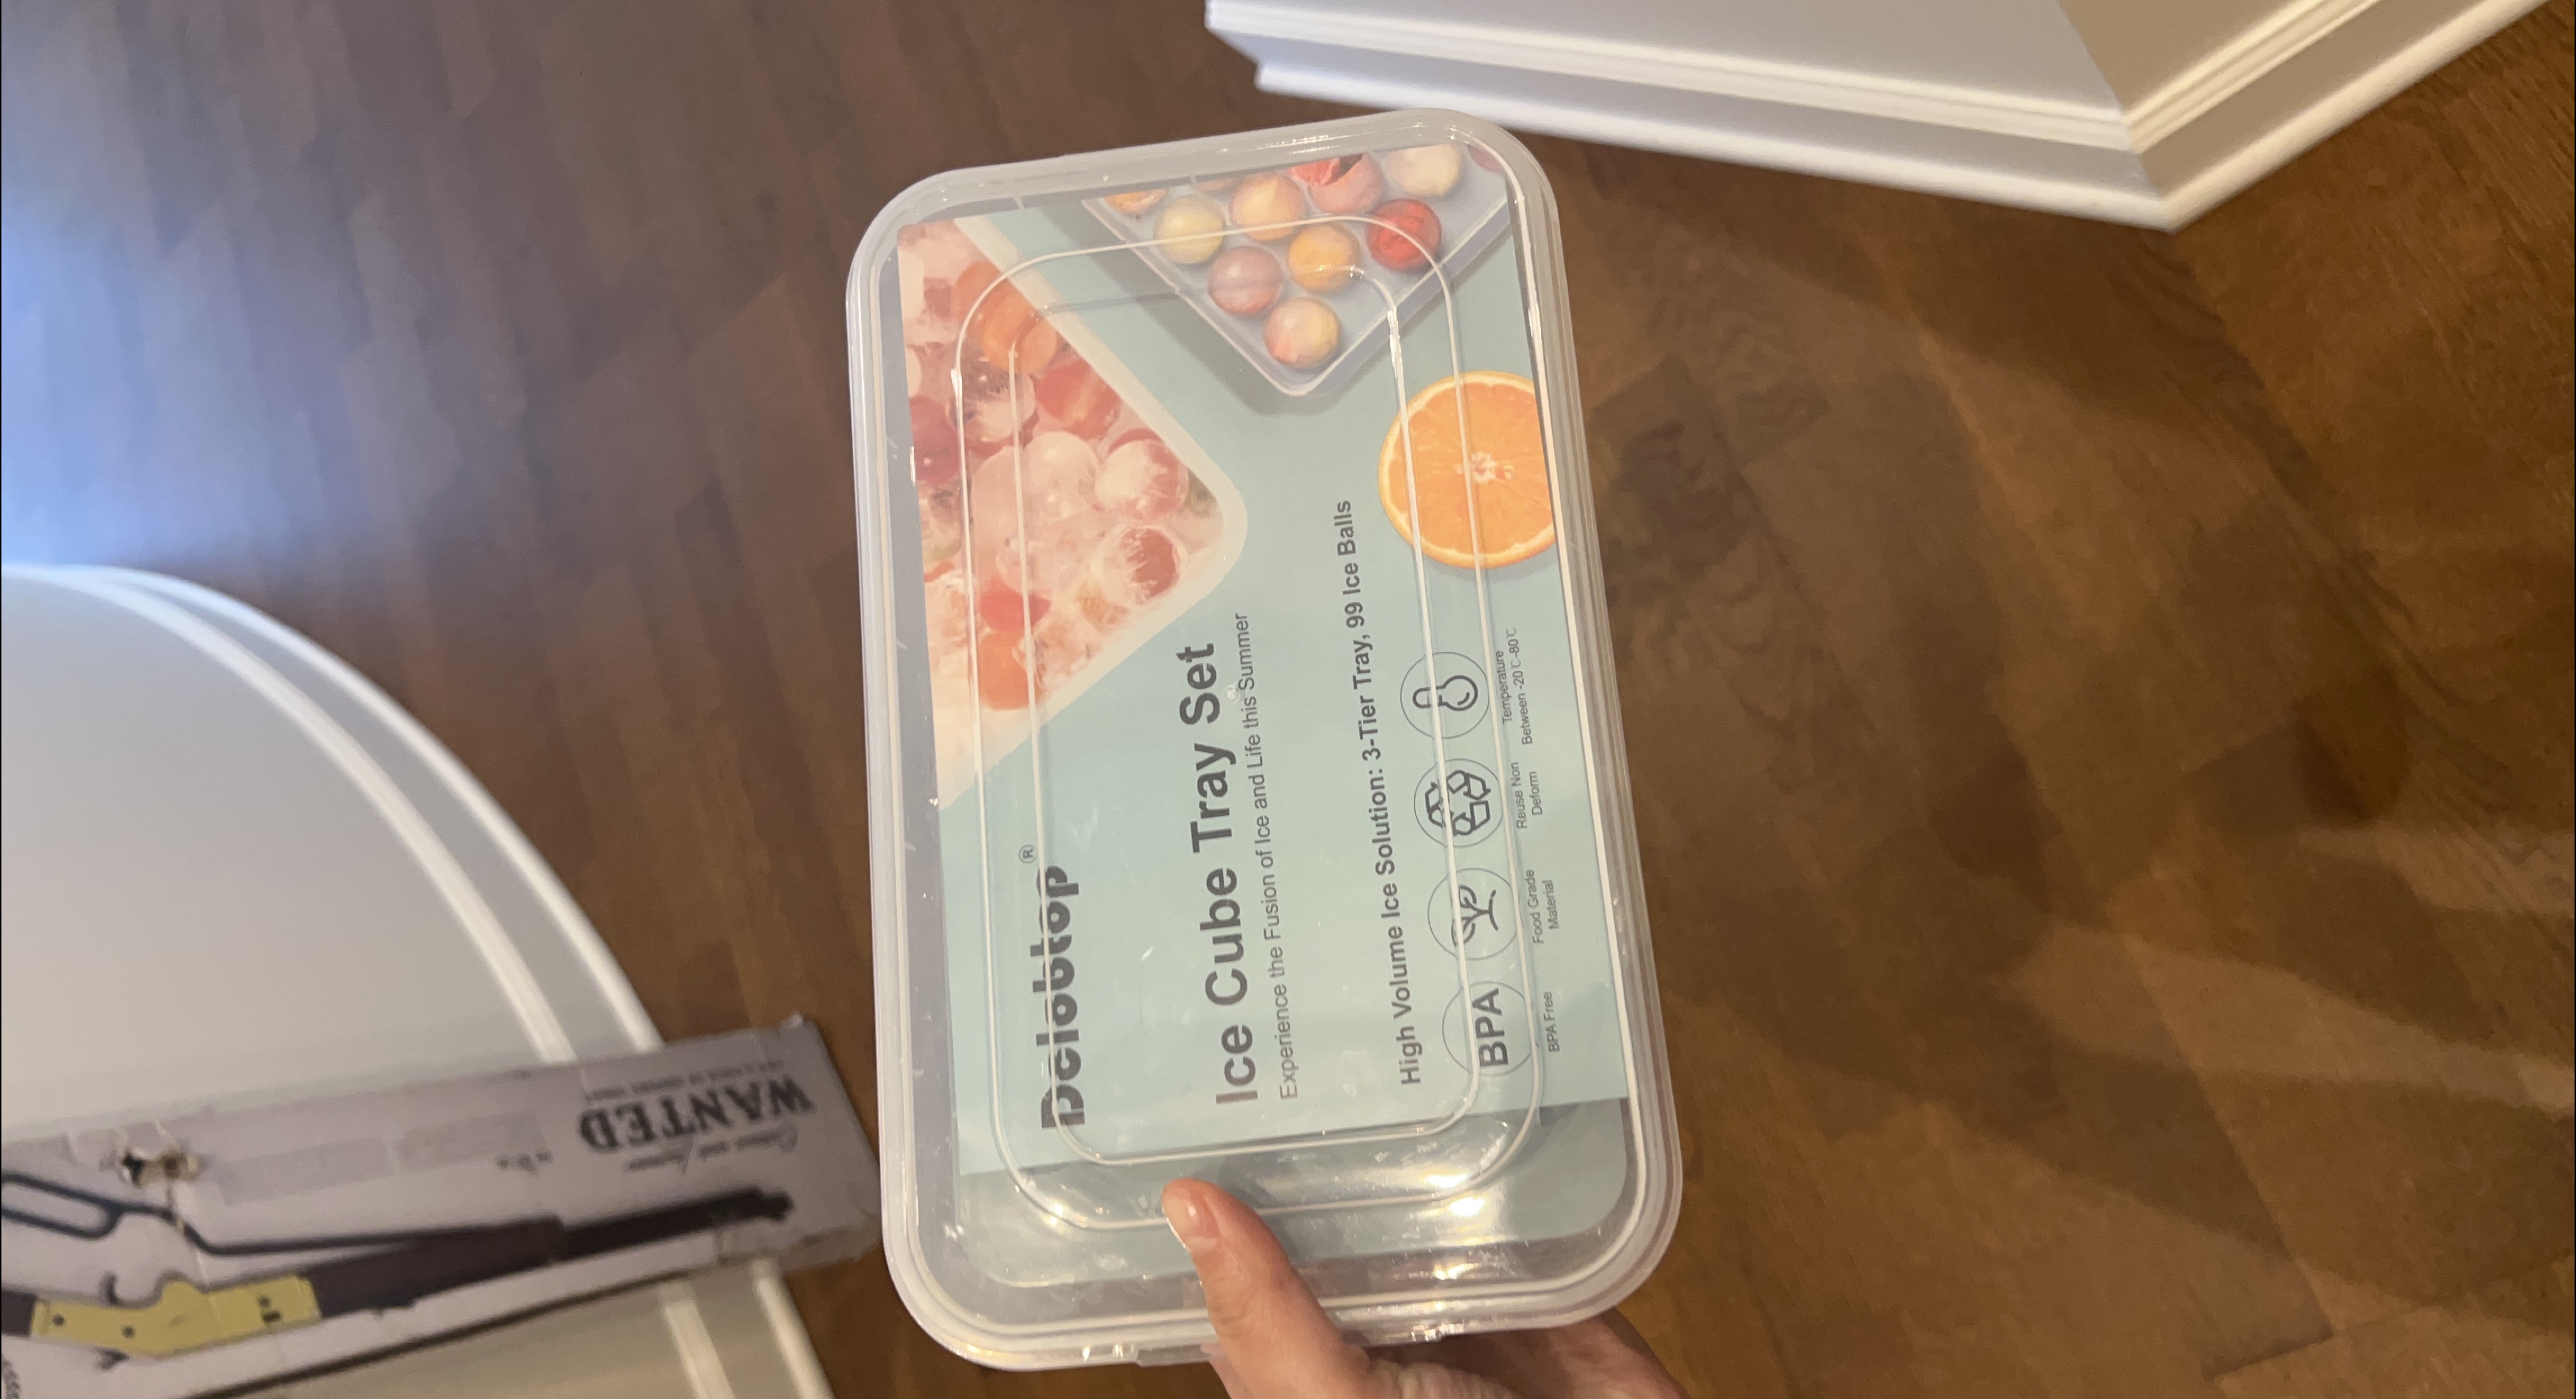 Dclobtop®
Ice Cube Tray Set
Experience the Fusion of Ice and Life this Summer
High Volume Ice Solution: 3-Tier Tray, 99 Ice Balls
BPA
BPA Free
Food Grade
Material
Reuse Non
Deform
Temperature
Between -20℃-80℃
WANTED